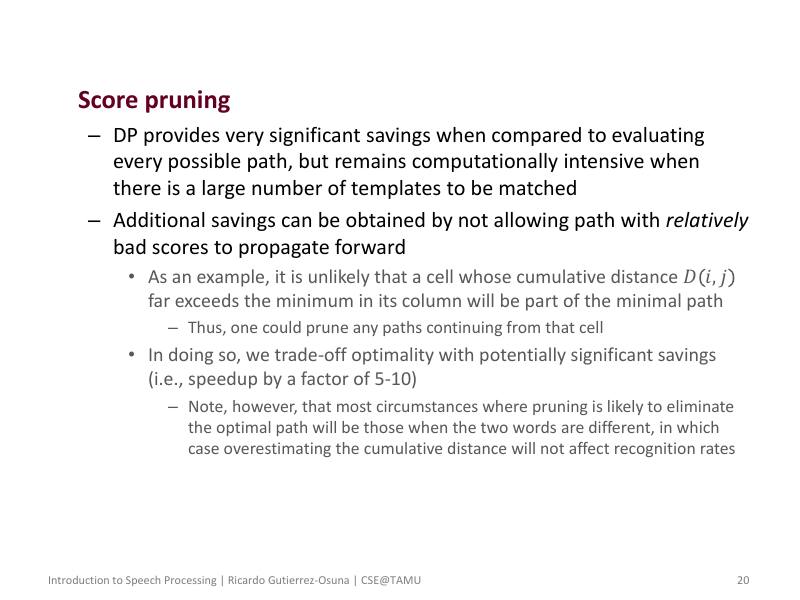 Score pruning
– DP provides very significant savings when compared to evaluating
every possible path, but remains computationally intensive when
there is a large number of templates to be matched
– Additional savings can be obtained by not allowing path with relatively
bad scores to propagate forward
• As an example, it is unlikely that a cell whose cumulative distance 𝐷(𝑖, 𝑗)
far exceeds the minimum in its column will be part of the minimal path
– Thus, one could prune any paths continuing from that cell
• In doing so, we trade-off optimality with potentially significant savings
(i.e., speedup by a factor of 5-10)
– Note, however, that most circumstances where pruning is likely to eliminate
the optimal path will be those when the two words are different, in which
case overestimating the cumulative distance will not affect recognition rates
Introduction to Speech Processing | Ricardo Gutierrez-Osuna | CSE@TAMU 20